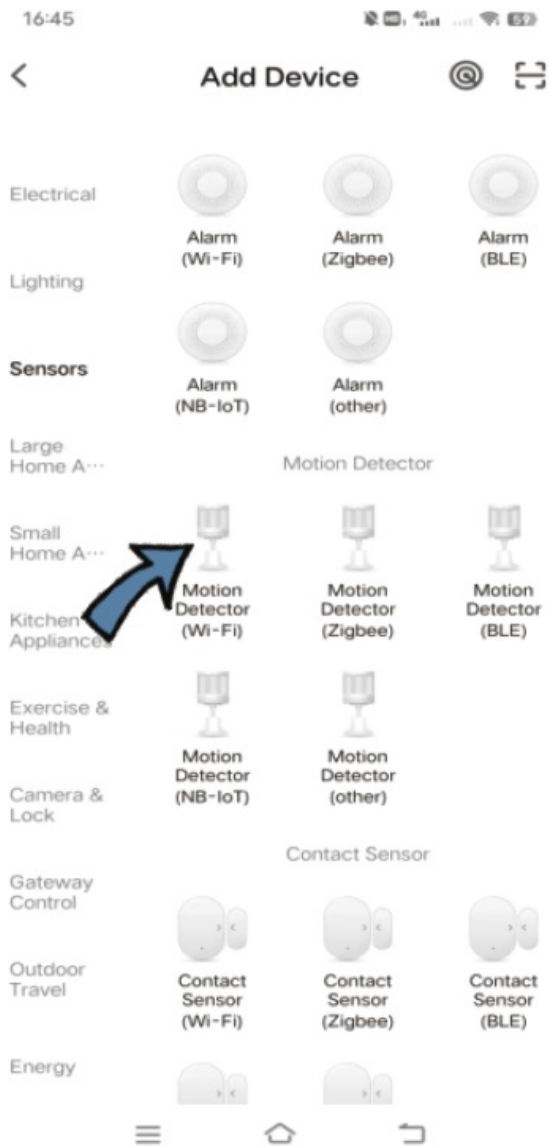 16:45
HD 4G 59
Add Device
Electrical
Lighting
Sensors
Large
Home A…
Small
Home A…
Kitchen
Appliances
Exercise &
Health
Camera &
Lock
Gateway
Control
Outdoor
Travel
Energy
Alarm
(Wi-Fi)
Alarm
(Zigbee)
Alarm
(BLE)
Alarm
(NB-IoT)
Alarm
(other)
Motion Detector
Motion
Detector
(Wi-Fi)
Motion
Detector
(Zigbee)
Motion
Detector
(BLE)
Motion
Detector
(NB-IoT)
Motion
Detector
(other)
Contact Sensor
Contact
Sensor
(Wi-Fi)
Contact
Sensor
(Zigbee)
Contact
Sensor
(BLE)